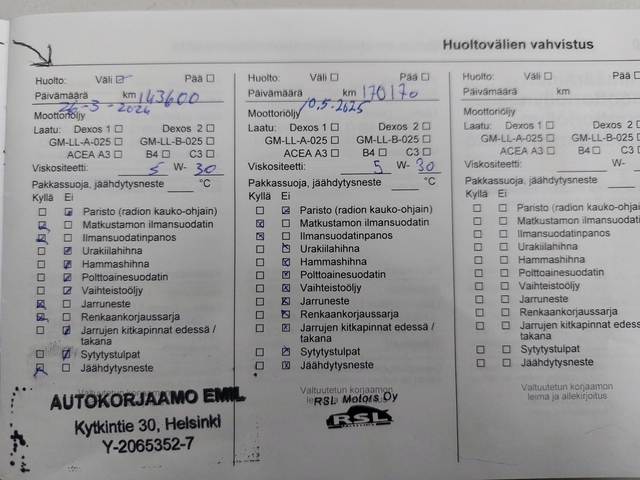 Huoltovälien vahvistus
Huolto: Väli ☑ Pää ☐
Päivämäärä km 143600
26-3-2024
Moottoriöljy
Laatu: Dexos 1 ☐ Dexos 2 ☐
GM-LL-A-025 ☐ GM-LL-B-025 ☐
ACEA A3 ☐ B4 ☐ C3 ☐
Viskositeetti 5 W- 30
Pakkassuoja, jäähdytysneste ____ °C
Kyllä Ei
☐ ☑ Paristo (radion kauko-ohjain)
☑ ☐ Matkustamon ilmansuodatin
☑ ☐ Ilmansuodatinpanos
☐ ☑ Urakiilahihna
☐ ☑ Hammashihna
☐ ☑ Polttoainesuodatin
☐ ☑ Vaihteistoöljy
☑ ☐ Jarruneste
☑ ☐ Renkaankorjaussarja
☐ ☑ Jarrujen kitkapinnat edessä /
takana
☐ ☑ Sytytystulpat
☑ ☐ Jäähdytysneste
AUTOKORJAAMO EMIL
Kytkintie 30, Helsinki
Y-2065352-7
Huolto: Väli ☐ Pää ☐
Päivämäärä km 170170
10.5.2025
Moottoriöljy
Laatu: Dexos 1 ☐ Dexos 2 ☐
GM-LL-A-025 ☐ GM-LL-B-025 ☐
ACEA A3 ☐ B4 ☐ C3 ☐
Viskositeetti 5 W- 30
Pakkassuoja, jäähdytysneste ____ °C
Kyllä Ei
☐ ☑ Paristo (radion kauko-ohjain)
☒ ☐ Matkustamon ilmansuodatin
☒ ☐ Ilmansuodatinpanos
☐ ☒ Urakiilahihna
☐ ☒ Hammashihna
☐ ☒ Polttoainesuodatin
☐ ☒ Vaihteistoöljy
☐ ☒ Jarruneste
☐ ☒ Renkaankorjaussarja
☐ ☒ Jarrujen kitkapinnat edessä /
takana
☐ ☒ Sytytystulpat
☐ ☒ Jäähdytysneste
Valtuutetun korjaamon
RSL Motors Oy
RSL
Huolto: Väli ☐
Päivämäärä km
Moottoriöljy
Laatu: Dexos 1 ☐ Dexos
GM-LL-A-025 ☐ GM-LL-B-02
ACEA A3 ☐ B4 ☐ C3
Viskositeetti W-
Pakkassuoja, jäähdytysneste
Kyllä Ei
☐ ☐ Paristo (radion kauko-ohjain
☐ ☐ Matkustamon ilmansuodatin
☐ ☐ Ilmansuodatinpanos
☐ ☐ Urakiilahihna
☐ ☐ Hammashihna
☐ ☐ Polttoainesuodatin
☐ ☐ Vaihteistoöljy
☐ ☐ Jarruneste
☐ ☐ Renkaankorjaussarja
☐ ☐ Jarrujen kitkapinnat edess
takana
☐ ☐ Sytytystulpat
☐ ☐ Jäähdytysneste
Valtuutetun korjaamon
leima ja allekirjoitus